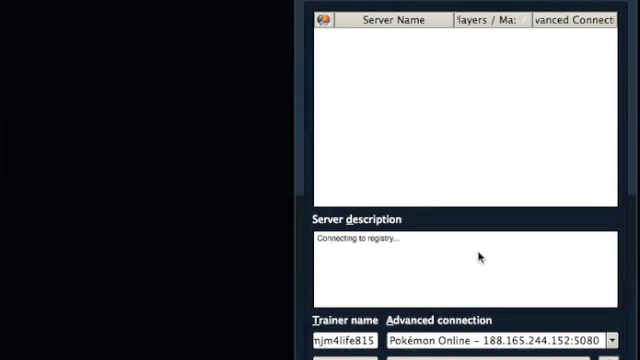 Server Name layers / Ma: vanced Connecti
Server description
Connecting to registry...
Trainer name Advanced connection
mjm4life815 Pokémon Online – 188.165.244.152:5080